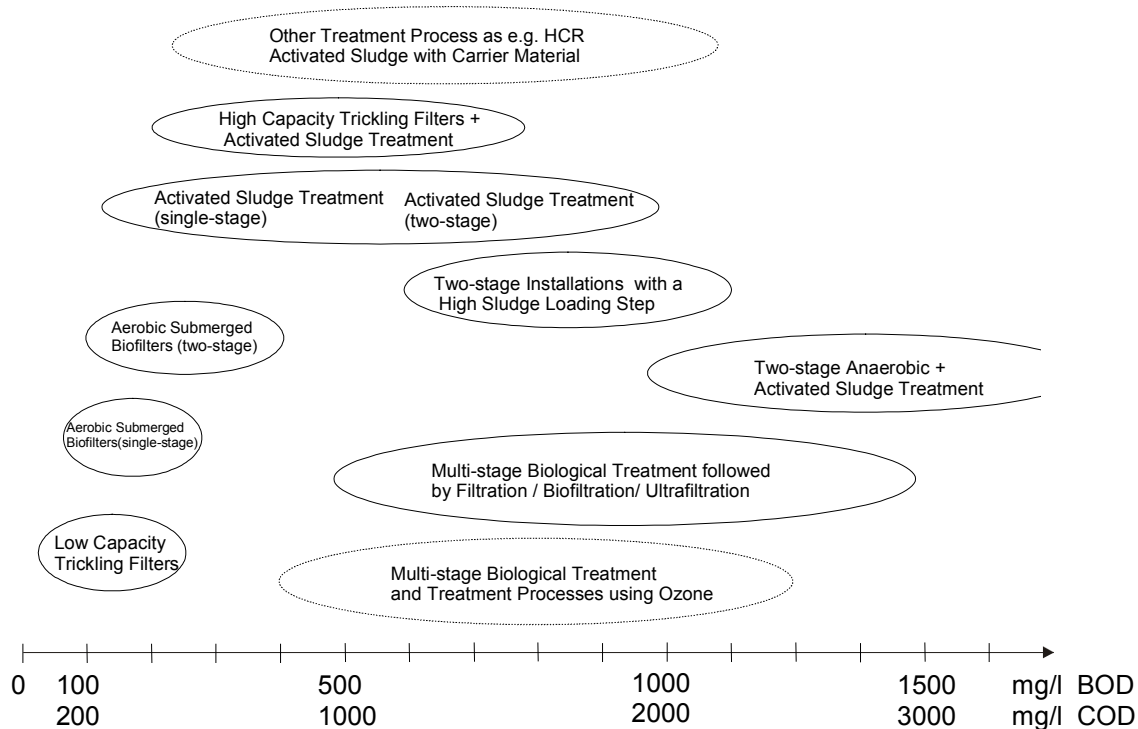 Other Treatment Process as e.g. HCR
Activated Sludge with Carrier Material
High Capacity Trickling Filters +
Activated Sludge Treatment
Activated Sludge Treatment
(single-stage)
Activated Sludge Treatment
(two-stage)
Two-stage Installations with a
High Sludge Loading Step
Aerobic Submerged
Biofilters (two-stage)
Two-stage Anaerobic +
Activated Sludge Treatment
Aerobic Submerged
Biofilters(single-stage)
Multi-stage Biological Treatment followed
by Filtration / Biofiltration/ Ultrafiltration
Low Capacity
Trickling Filters
Multi-stage Biological Treatment
and Treatment Processes using Ozone
0 100 500 1000 1500 mg/l BOD
200 1000 2000 3000 mg/l COD